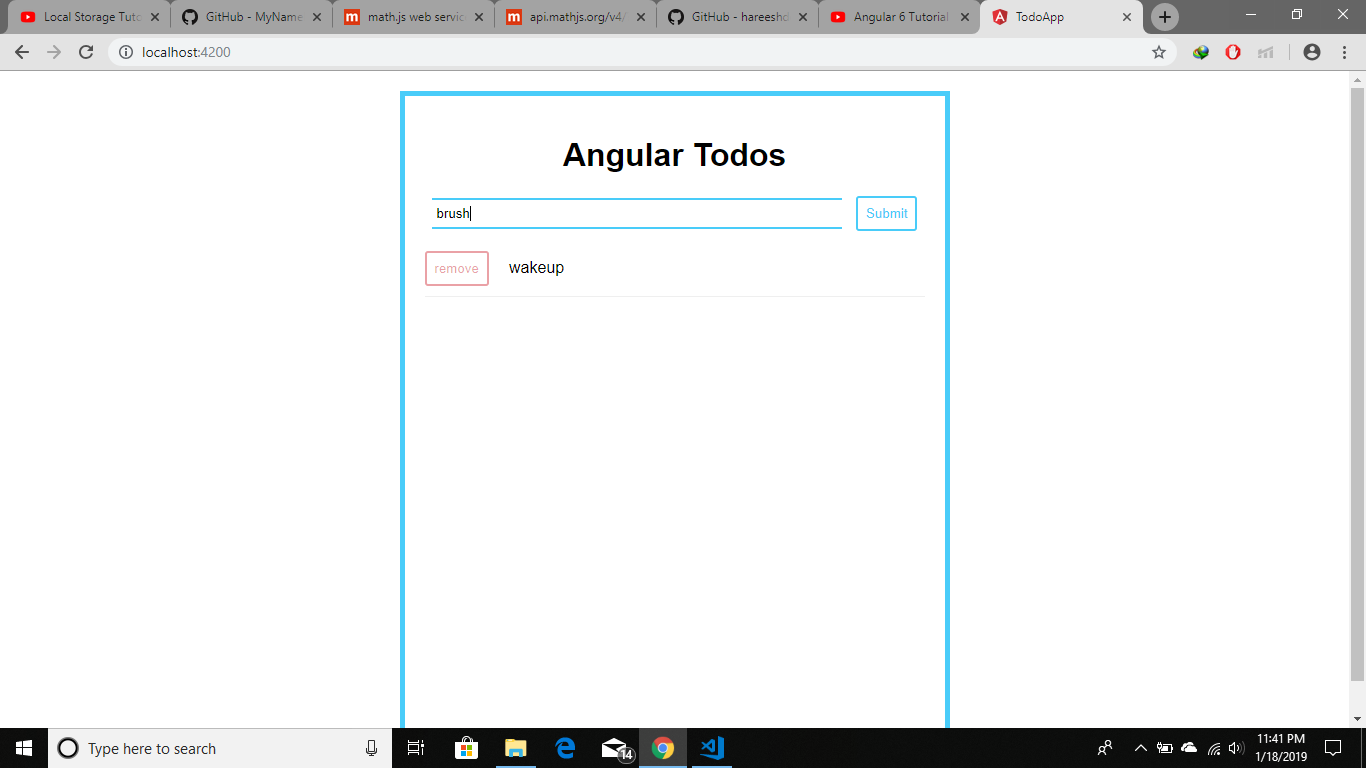 Local Storage Tuto
GitHub - MyName
math.js web servic
api.mathjs.org/v4/
GitHub - hareeshd
Angular 6 Tutorial
TodoApp
localhost:4200
Angular Todos
brush
Submit
remove
wakeup
Type here to search
14
11:41 PM
1/18/2019